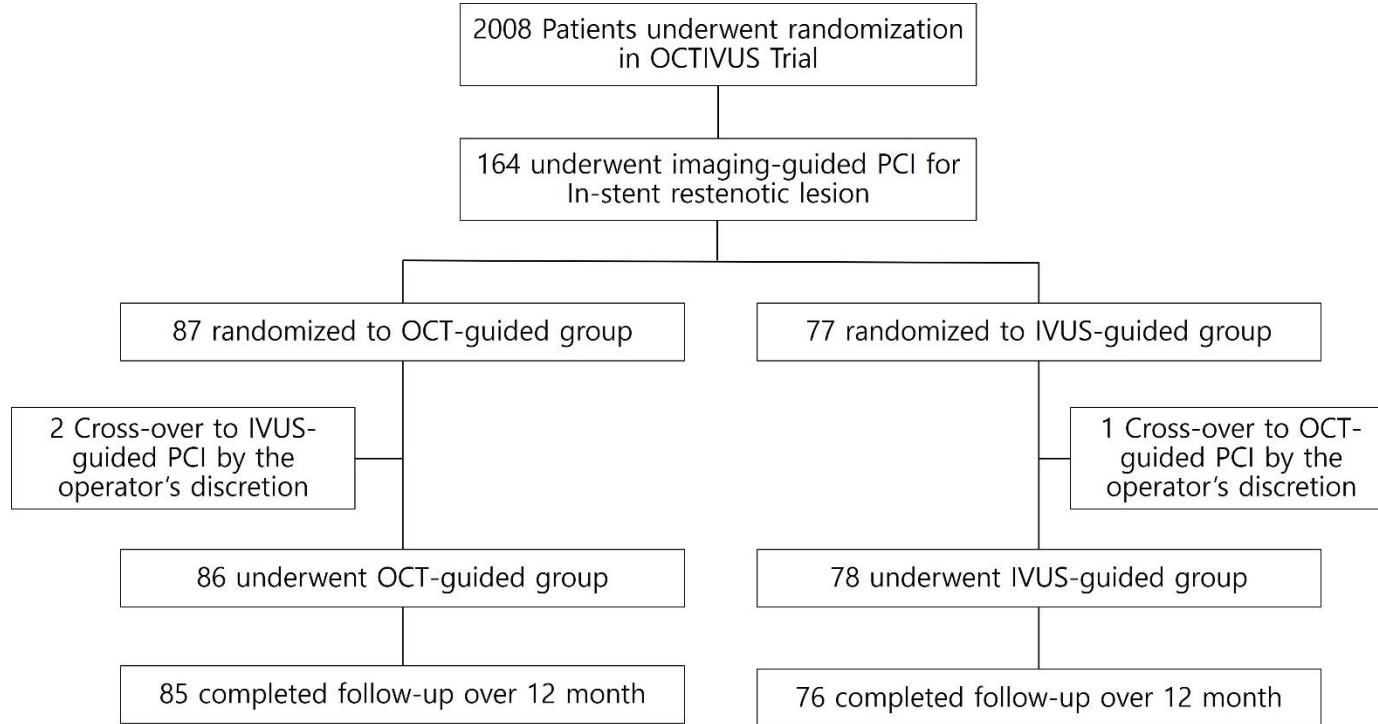 2008 Patients underwent randomization
in OCTIVUS Trial
164 underwent imaging-guided PCI for
In-stent restenotic lesion
87 randomized to OCT-guided group
77 randomized to IVUS-guided group
2 Cross-over to IVUS-
guided PCI by the
operator’s discretion
1 Cross-over to OCT-
guided PCI by the
operator’s discretion
86 underwent OCT-guided group
78 underwent IVUS-guided group
85 completed follow-up over 12 month
76 completed follow-up over 12 month